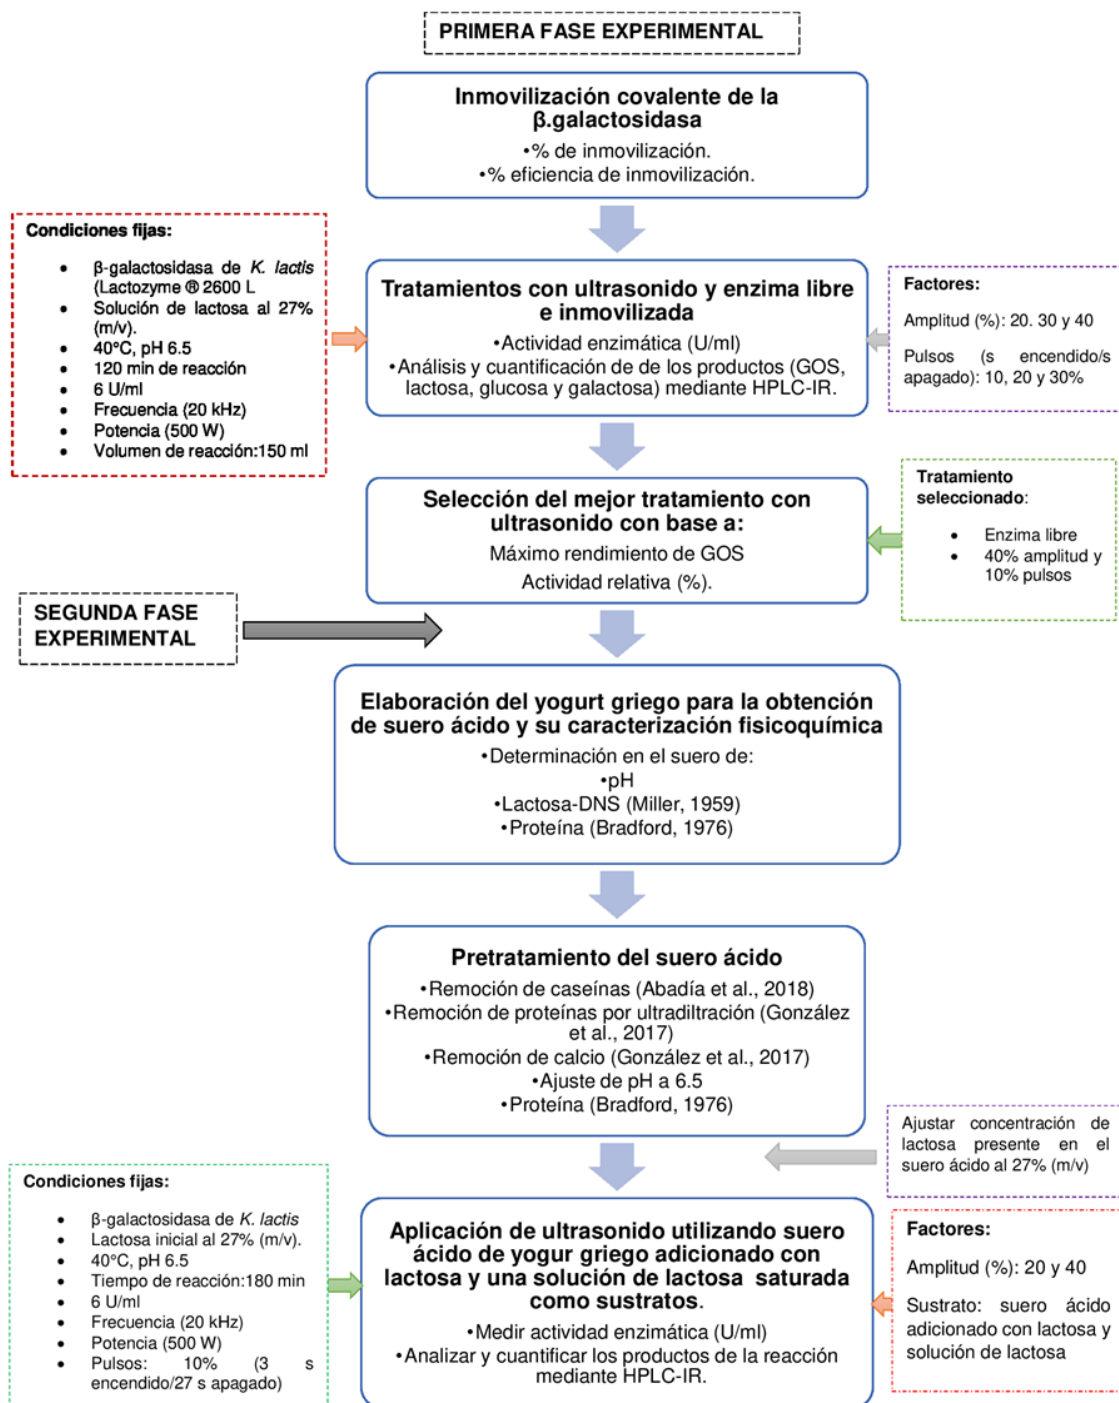 PRIMERA FASE EXPERIMENTAL
Inmovilización covalente de la
β.galactosidasa
•% de inmovilización.
•% eficiencia de inmovilización.
Condiciones fijas:
• β-galactosidasa de K. lactis
(Lactozyme ® 2600 L
• Solución de lactosa al 27%
(m/v).
• 40°C, pH 6.5
• 120 min de reacción
• 6 U/ml
• Frecuencia (20 kHz)
• Potencia (500 W)
• Volumen de reacción:150 ml
Tratamientos con ultrasonido y enzima libre
e inmovilizada
•Actividad enzimática (U/ml)
•Análisis y cuantificación de de los productos (GOS,
lactosa, glucosa y galactosa) mediante HPLC-IR.
Factores:
Amplitud (%): 20. 30 y 40
Pulsos (s encendido/s
apagado): 10, 20 y 30%
Selección del mejor tratamiento con
ultrasonido con base a:
Máximo rendimiento de GOS
Actividad relativa (%).
Tratamiento
seleccionado:
• Enzima libre
• 40% amplitud y
10% pulsos
SEGUNDA FASE
EXPERIMENTAL
Elaboración del yogurt griego para la obtención
de suero ácido y su caracterización fisicoquímica
•Determinación en el suero de:
•pH
•Lactosa-DNS (Miller, 1959)
•Proteína (Bradford, 1976)
Pretratamiento del suero ácido
•Remoción de caseínas (Abadía et al., 2018)
•Remoción de proteínas por ultradiltración (González
et al., 2017)
•Remoción de calcio (González et al., 2017)
•Ajuste de pH a 6.5
•Proteína (Bradford, 1976)
Ajustar concentración de
lactosa presente en el
suero ácido al 27% (m/v)
Condiciones fijas:
• β-galactosidasa de K. lactis
• Lactosa inicial al 27% (m/v).
• 40°C, pH 6.5
• Tiempo de reacción:180 min
• 6 U/ml
• Frecuencia (20 kHz)
• Potencia (500 W)
• Pulsos: 10% (3 s
encendido/27 s apagado)
Aplicación de ultrasonido utilizando suero
ácido de yogur griego adicionado con
lactosa y una solución de lactosa saturada
como sustratos.
•Medir actividad enzimática (U/ml)
•Analizar y cuantificar los productos de la reacción
mediante HPLC-IR.
Factores:
Amplitud (%): 20 y 40
Sustrato: suero ácido
adicionado con lactosa y
solución de lactosa